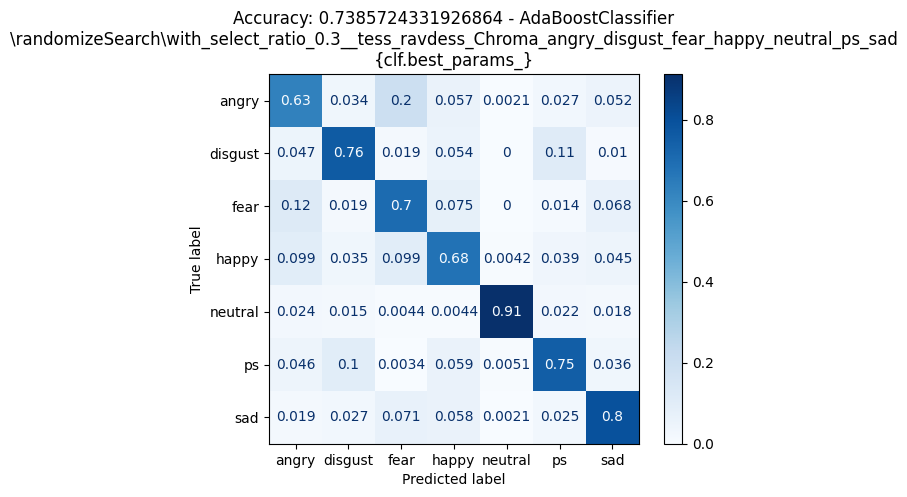 Accuracy: 0.7385724331926864 - AdaBoostClassifier
\randomizeSearch\with_select_ratio_0.3__tess_ravdess_Chroma_angry_disgust_fear_happy_neutral_ps_sad
{clf.best_params_}
angry 0.63 0.034 0.2 0.057 0.0021 0.027 0.052
disgust 0.047 0.76 0.019 0.054 0 0.11 0.01
fear 0.12 0.019 0.7 0.075 0 0.014 0.068
happy 0.099 0.035 0.099 0.68 0.0042 0.039 0.045
neutral 0.024 0.015 0.0044 0.0044 0.91 0.022 0.018
ps 0.046 0.1 0.0034 0.059 0.0051 0.75 0.036
sad 0.019 0.027 0.071 0.058 0.0021 0.025 0.8
angry disgust fear happy neutral ps sad
Predicted label
True label
0.8
0.6
0.4
0.2
0.0